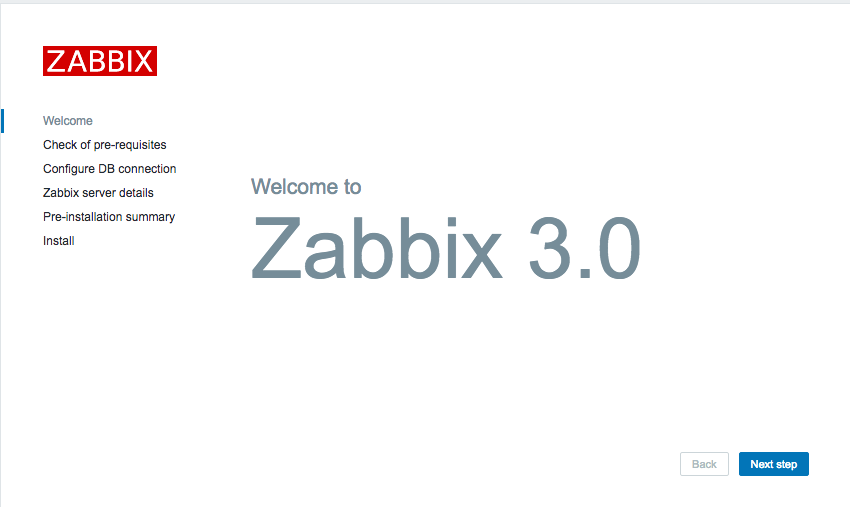 ZABBIX
Welcome
Check of pre-requisites
Configure DB connection
Zabbix server details
Pre-installation summary
Install
Welcome to
Zabbix 3.0
Back
Next step